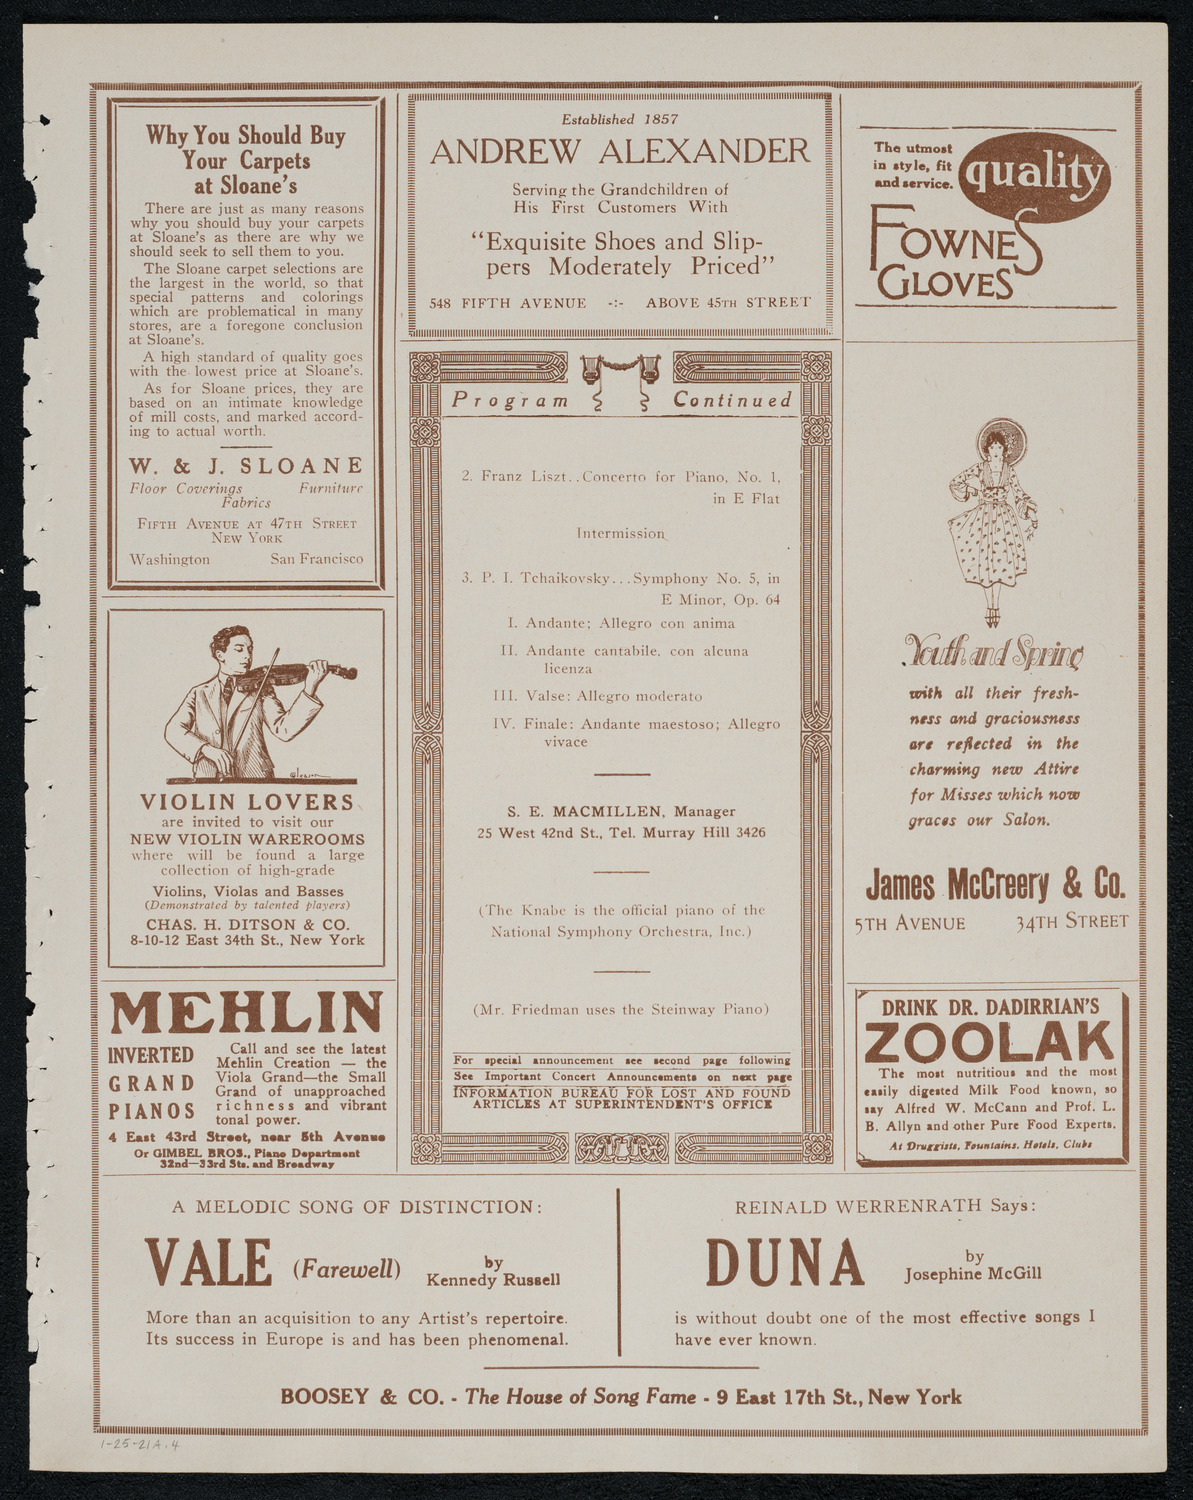 Why You Should Buy
Your Carpets
at Sloane's
There are just as many reasons
why you should buy your carpets
at Sloane's as there are why we
should seek to sell them to you.
The Sloane carpet selections are
the largest in the world, so that
special patterns and colorings
which are problematical in many
stores, are a foregone conclusion
at Sloane's.
A high standard of quality goes
with the lowest price at Sloane's.
As for Sloane prices, they are
based on an intimate knowledge
of mill costs, and marked accord-
ing to actual worth.
W. & J. SLOANE
Floor Coverings Furniture
Fabrics
FIFTH AVENUE AT 47TH STREET
NEW YORK
Washington San Francisco
VIOLIN LOVERS
are invited to visit our
NEW VIOLIN WAREROOMS
where will be found a large
collection of high-grade
Violins, Violas and Basses
(Demonstrated by talented players)
CHAS. H. DITSON & CO.
8-10-12 East 34th St., New York
MEHLIN
INVERTED
GRAND
PIANOS
Call and see the latest
Mehlin Creation — the
Viola Grand—the Small
Grand of unapproached
richness and vibrant
tonal power.
4 East 43rd Street, near 5th Avenue
Or GIMBEL BROS., Piano Department
32nd—33rd Sts. and Broadway
Established 1857
ANDREW ALEXANDER
Serving the Grandchildren of
His First Customers With
"Exquisite Shoes and Slip-
pers Moderately Priced"
548 FIFTH AVENUE -:- ABOVE 45TH STREET
Program Continued
2. Franz Liszt..Concerto for Piano, No. 1,
in E Flat
Intermission
3. P. I. Tchaikovsky...Symphony No. 5, in
E Minor, Op. 64
I. Andante; Allegro con anima
II. Andante cantabile, con alcuna
licenza
III. Valse: Allegro moderato
IV. Finale: Andante maestoso; Allegro
vivace
S. E. MACMILLEN, Manager
25 West 42nd St., Tel. Murray Hill 3426
(The Knabe is the official piano of the
National Symphony Orchestra, Inc.)
(Mr. Friedman uses the Steinway Piano)
For special announcement see second page following
See Important Concert Announcements on next page
INFORMATION BUREAU FOR LOST AND FOUND
ARTICLES AT SUPERINTENDENT'S OFFICE
The utmost
in style, fit
and service.
quality
FOWNES
GLOVES
Youth and Spring
with all their fresh-
ness and graciousness
are reflected in the
charming new Attire
for Misses which now
graces our Salon.
James McCreery & Co.
5TH AVENUE 34TH STREET
DRINK DR. DADIRRIAN'S
ZOOLAK
The most nutritious and the most
easily digested Milk Food known, so
say Alfred W. McCann and Prof. L.
B. Allyn and other Pure Food Experts.
At Druggists, Fountains, Hotels, Clubs
A MELODIC SONG OF DISTINCTION:
VALE (Farewell) by
Kennedy Russell
More than an acquisition to any Artist's repertoire.
Its success in Europe is and has been phenomenal.
REINALD WERRENRATH Says:
DUNA by
Josephine McGill
is without doubt one of the most effective songs I
have ever known.
BOOSEY & CO. - The House of Song Fame - 9 East 17th St., New York
1-25-21A.4